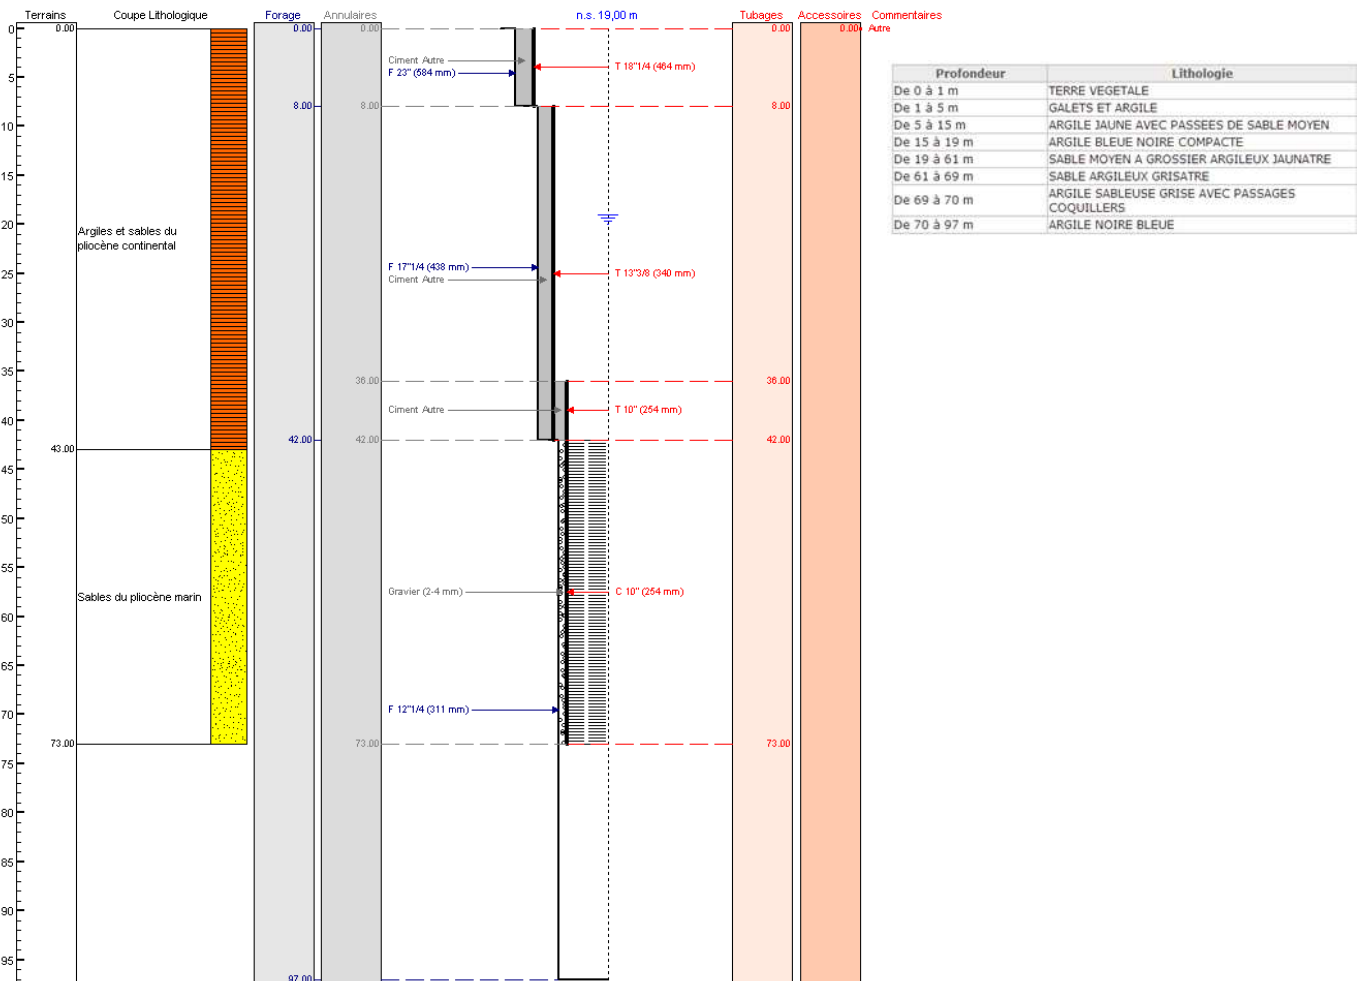 Terrains Coupe Lithologique Forage Annulaires n.s. 19,00 m Tubages Accessoires Commentaires
0 0.00 0.00 0.00 0.00 0.00 Autre
Ciment Autre
F 23" (584 mm)
T 18"1/4 (464 mm)
5
8.00 8.00 8.00
10
15
20
Argiles et sables du
pliocène continental
F 17"1/4 (438 mm)
Ciment Autre
T 13"3/8 (340 mm)
25
30
35
36.00 36.00
Ciment Autre
T 10" (254 mm)
40
42.00 42.00 42.00
43.00
45
50
55
Gravier (2-4 mm)
C 10" (254 mm)
Sables du pliocène marin
60
65
F 12"1/4 (311 mm)
70
73.00 73.00 73.00
75
80
85
90
95
97.00
Profondeur Lithologie
De 0 à 1 m TERRE VEGETALE
De 1 à 5 m GALETS ET ARGILE
De 5 à 15 m ARGILE JAUNE AVEC PASSEES DE SABLE MOYEN
De 15 à 19 m ARGILE BLEUE NOIRE COMPACTE
De 19 à 61 m SABLE MOYEN A GROSSIER ARGILEUX JAUNATRE
De 61 à 69 m SABLE ARGILEUX GRISATRE
De 69 à 70 m ARGILE SABLEUSE GRISE AVEC PASSAGES
COQUILLERS
De 70 à 97 m ARGILE NOIRE BLEUE